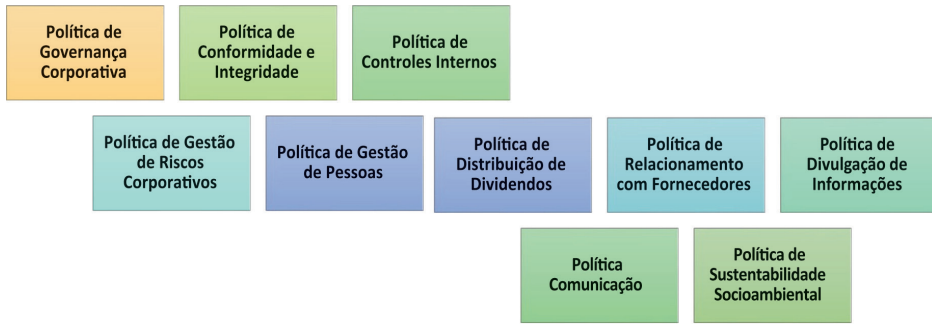 Política de
Governança
Corporativa
Política de
Conformidade e
Integridade
Política de
Controles Internos
Política de Gestão
de Riscos
Corporativos
Política de Gestão
de Pessoas
Política de
Distribuição de
Dividendos
Política de
Relacionamento
com Fornecedores
Política de
Divulgação de
Informações
Política
Comunicação
Política de
Sustentabilidade
Socioambiental